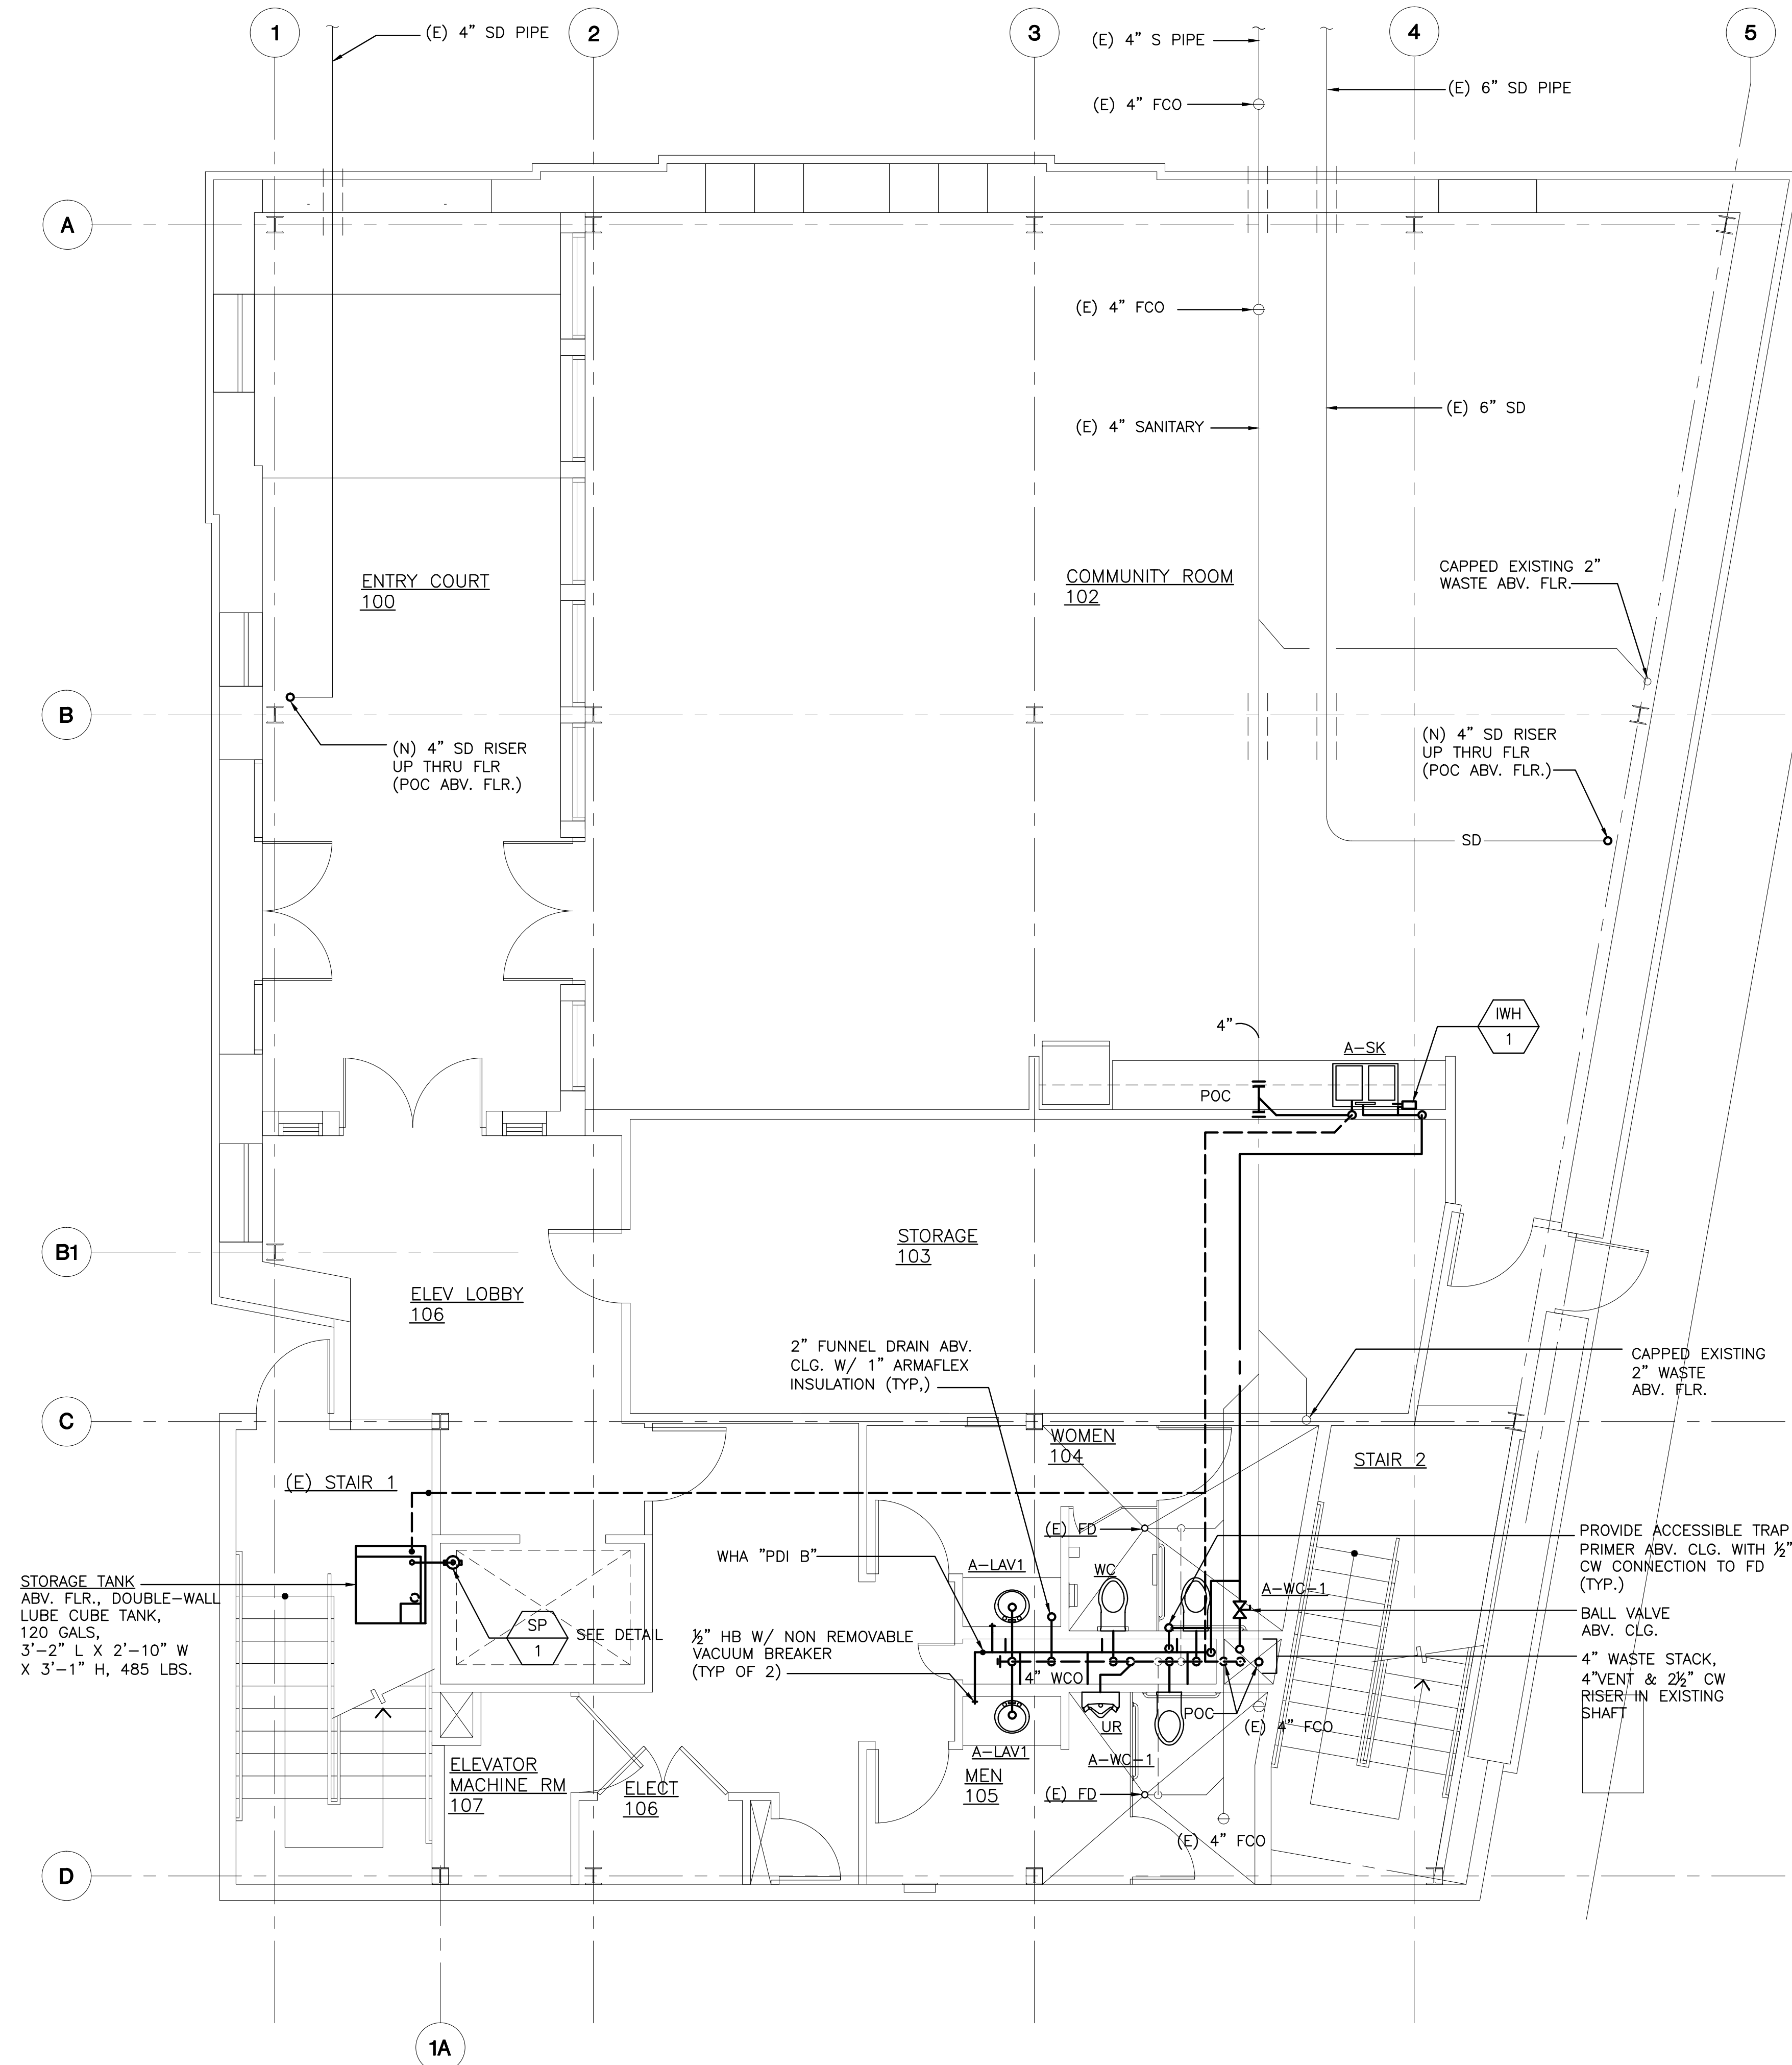 1
2
3
4
5
(E) 4” SD PIPE
(E) 4” S PIPE
(E) 4” FCO
(E) 6” SD PIPE
A
(E) 4” FCO
(E) 4” SANITARY
(E) 6” SD
ENTRY COURT
100
COMMUNITY ROOM
102
CAPPED EXISTING 2”
WASTE ABV. FLR.
B
(N) 4” SD RISER
UP THRU FLR
(POC ABV. FLR.)
(N) 4” SD RISER
UP THRU FLR
(POC ABV. FLR.)
SD
IWH
1
4”
A-SK
POC
B1
STORAGE
103
ELEV LOBBY
106
2” FUNNEL DRAIN ABV.
CLG. W/ 1” ARMAFLEX
INSULATION (TYP,)
CAPPED EXISTING
2” WASTE
ABV. FLR.
C
WOMEN
104
STAIR 2
(E) STAIR 1
(E) FD
PROVIDE ACCESSIBLE TRAP
PRIMER ABV. CLG. WITH ½”
CW CONNECTION TO FD
(TYP.)
WHA "PDI B"
A-LAV1
WC
A-WC-1
STORAGE TANK
ABV. FLR., DOUBLE-WALL
LUBE CUBE TANK,
120 GALS,
3’-2” L X 2’-10” W
X 3’-1” H, 485 LBS.
SP
1
SEE DETAIL
½” HB W/ NON REMOVABLE
VACUUM BREAKER
(TYP OF 2)
BALL VALVE
ABV. CLG.
4” WCO
4” WASTE STACK,
4”VENT & 2½” CW
RISER IN EXISTING
SHAFT
UR
POC
(E) 4” FCO
A-LAV1
A-WC-1
ELEVATOR
MACHINE RM
107
ELECT
106
MEN
105
(E) FD
(E) 4” FCO
D
1A